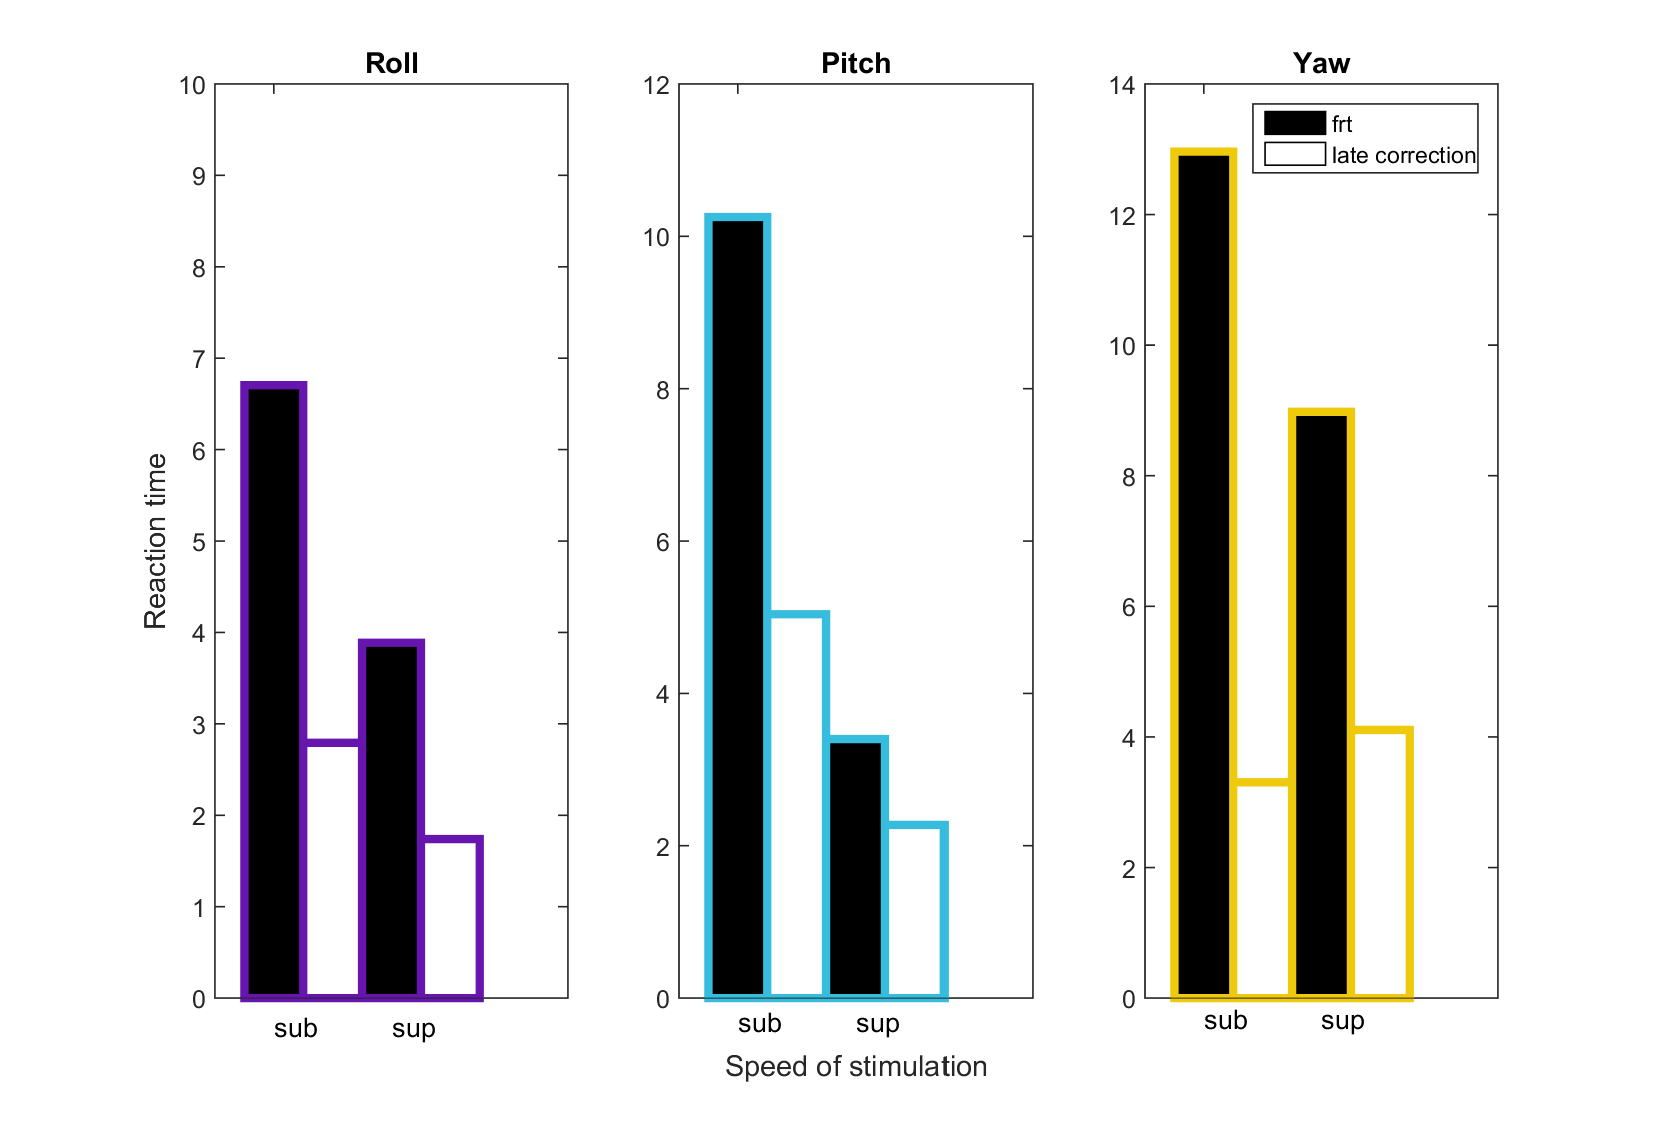 Roll
10
9
8
7
6
5
4
3
2
1
0
Reaction time
sub sup
Pitch
12
10
8
6
4
2
0
sub sup
Speed of stimulation
Yaw
14
12
10
8
6
4
2
0
frt
late correction
sub sup